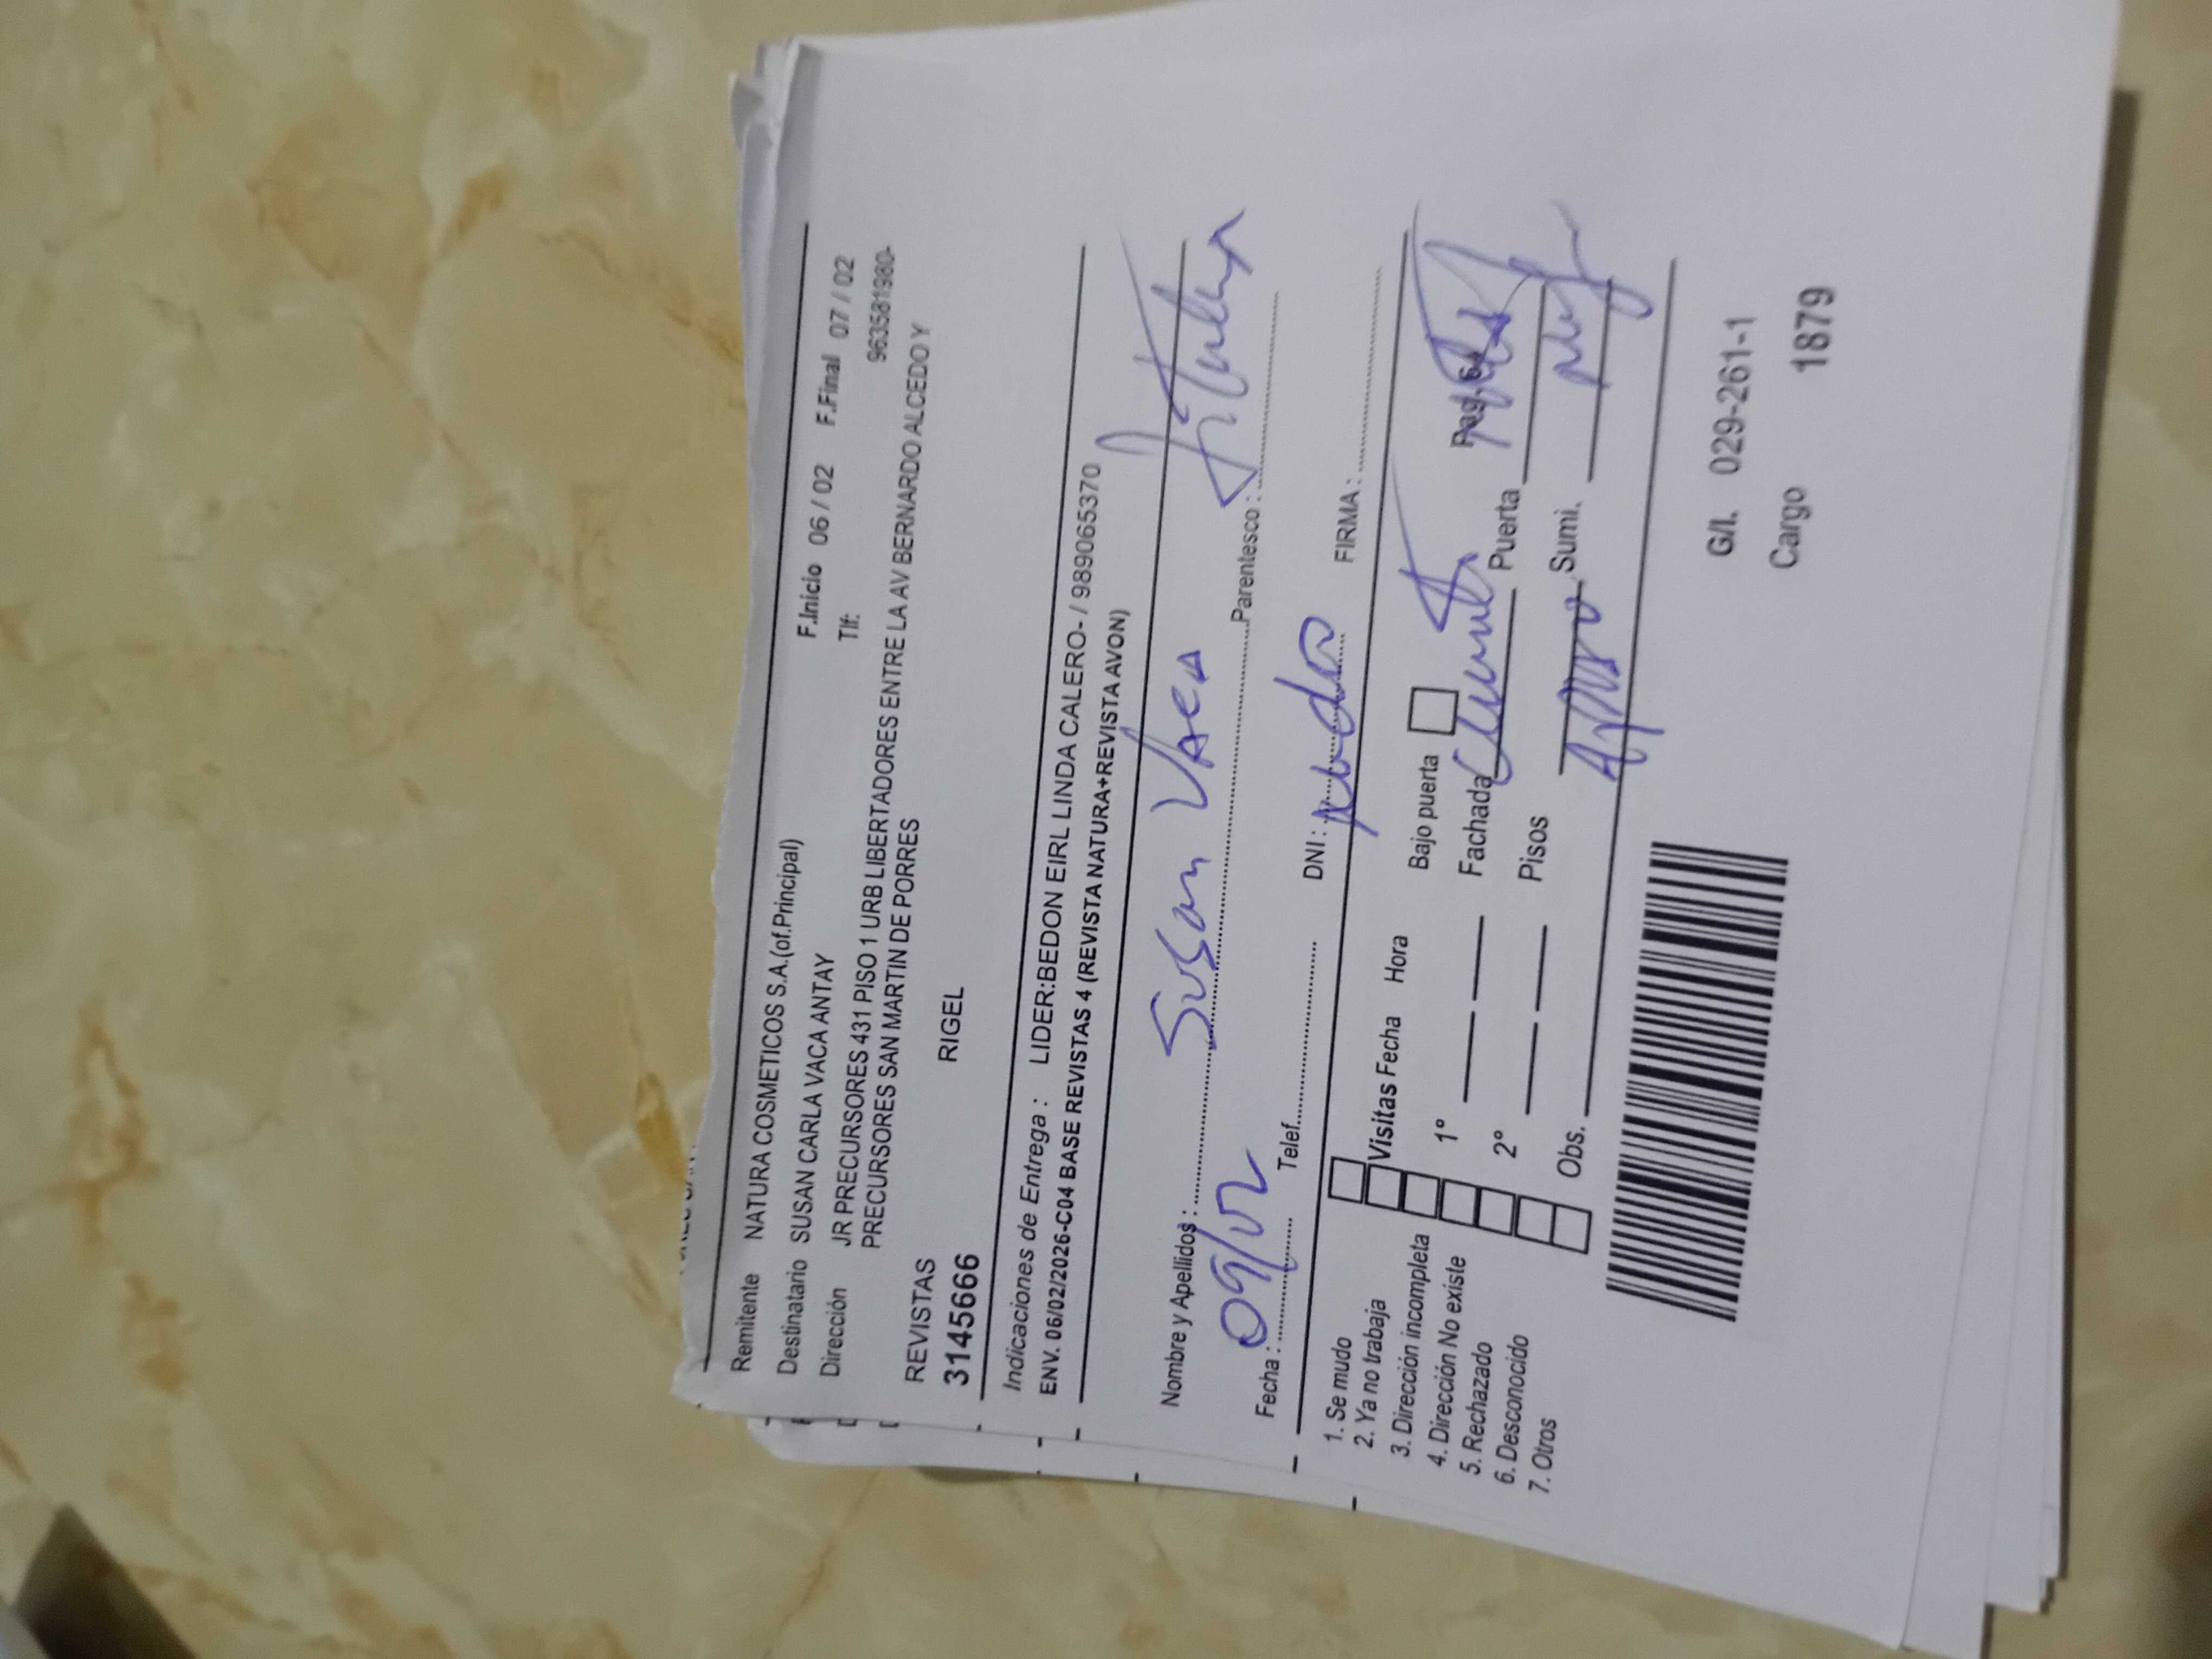 Remitente NATURA COSMETICOS S.A.(of.Principal)
Destinatario SUSAN CARLA VACA ANTAY F.Inicio 06 / 02 F.Final 07 / 02
Dirección JR PRECURSORES 431 PISO 1 URB LIBERTADORES ENTRE LA AV BERNARDO ALCEDO Y Tlf: 963581980-
PRECURSORES SAN MARTIN DE PORRES
REVISTAS
31456666 RIGEL
Indicaciones de Entrega : LIDER:BEDON EIRL LINDA CALERO- / 989065370
ENV. 06/02/2026-C04 BASE REVISTAS 4 (REVISTA NATURA+REVISTA AVON)
Nombre y Apellidos : Susan Vaca
Parentesco :
Fecha : 09/02 Telef. DNI : FIRMA :
1. Se mudo
2. Ya no trabaja Visitas Fecha Hora Bajo puerta
3. Dirección incompleta
4. Dirección No existe 1º Fachada Puerta
5. Rechazado
6. Desconocido 2º Pisos Sumi.
7. Otros Obs.
G/I. 029-261-1
Cargo 1879